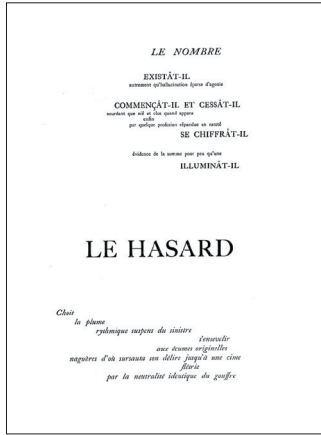 LE NOMBRE
EXISTÂT-IL
autrement qu'hallucination éparse d'agonie
COMMENÇÂT-IL ET CESSÂT-IL
sourdant que nié et clos quand apparu
enfin
par quelque profusion répandue en rareté
SE CHIFFRÂT-IL
évidence de la somme pour peu qu'une
ILLUMINÂT-IL
LE HASARD
Choit
la plume
rythmique suspens du sinistre
s'ensevelir
aux écumes originelles
naguères d'où sursauta son délire jusqu'à une cime
flétrie
par la neutralité identique du gouffre